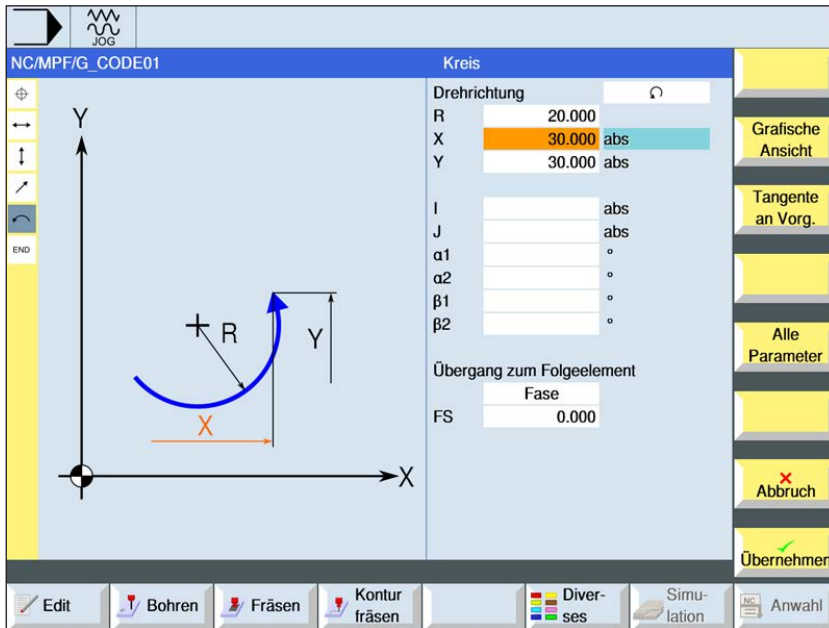 JOG
NC/MPF/G_CODE01
Kreis
Drehrichtung
R 20.000
X 30.000 abs
Y 30.000 abs
I abs
J abs
α1 °
α2 °
β1 °
β2 °
Übergang zum Folgeelement
Fase
FS 0.000
END
Y
R
Y
X
X
Grafische
Ansicht
Tangente
an Vorg.
Alle
Parameter
Abbruch
Übernehmen
Edit
Bohren
Fräsen
Kontur
fräsen
Diver-
ses
Simu-
lation
NC
Anwahl